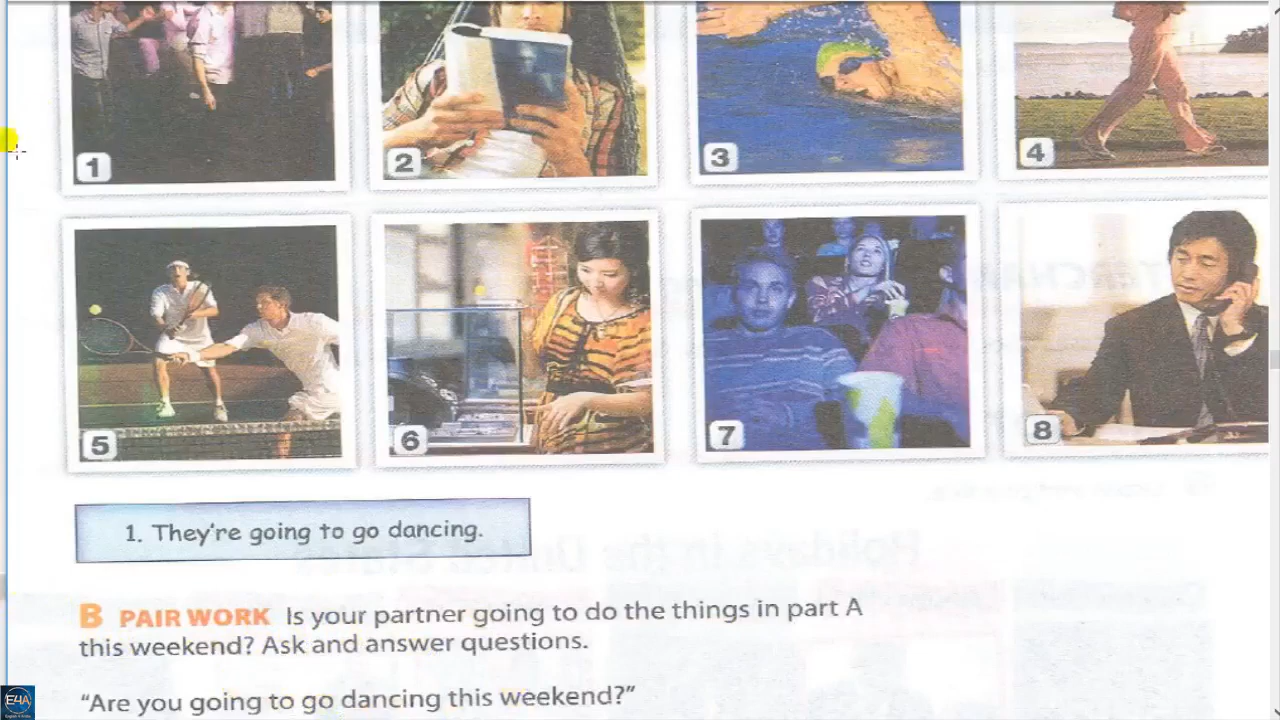 1
2
3
4
5
6
7
8
1. They're going to go dancing.
B PAIR WORK Is your partner going to do the things in part A
this weekend? Ask and answer questions.
"Are you going to go dancing this weekend?"
E4A